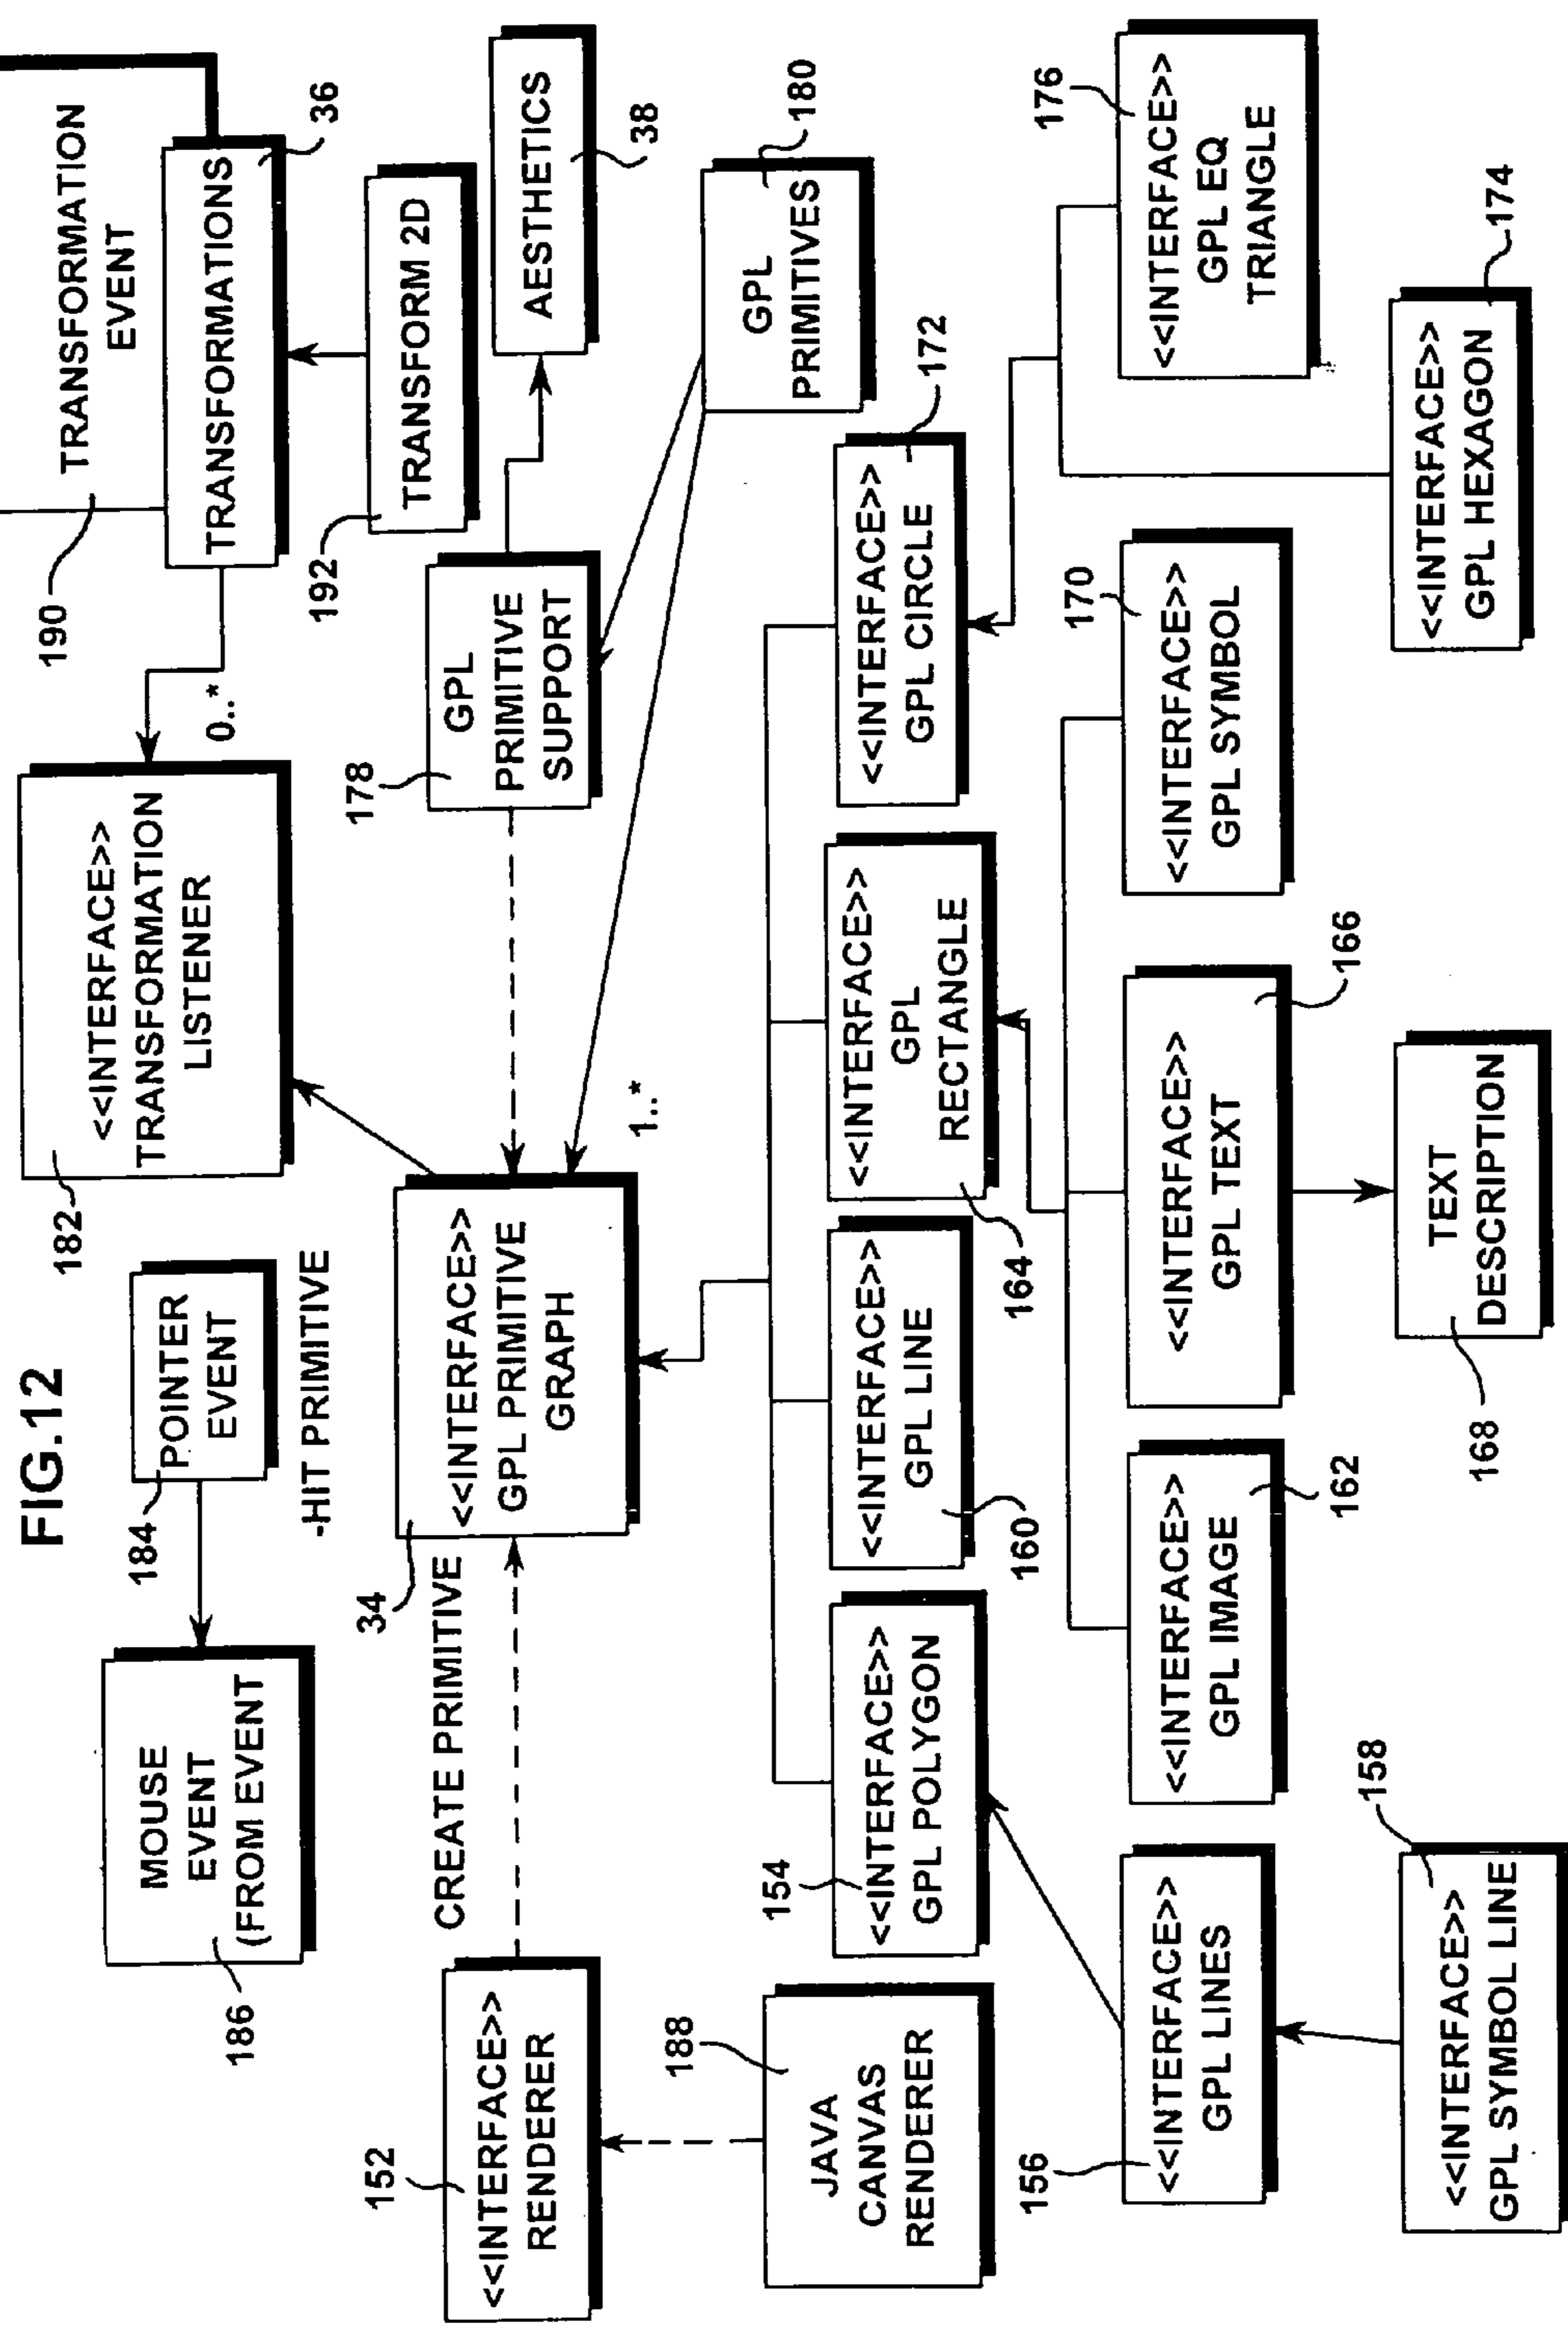 FIG.12
186
MOUSE
EVENT
(FROM EVENT)
184
POINTER
EVENT
-HIT PRIMITIVE
182
<<INTERFACE>>
TRANSFORMATION
LISTENER
0..*
190
TRANSFORMATION
EVENT
TRANSFORMATIONS
36
192
TRANSFORM 2D
152
<<INTERFACE>>
RENDERER
CREATE PRIMITIVE
34
<<INTERFACE>>
GPL PRIMITIVE
GRAPH
1..*
178
GPL
PRIMITIVE
SUPPORT
AESTHETICS
38
188
JAVA
CANVAS
RENDERER
GPL
PRIMITIVES
180
154
<<INTERFACE>>
GPL POLYGON
<<INTERFACE>>
GPL LINE
160
<<INTERFACE>>
GPL
RECTANGLE
164
<<INTERFACE>>
GPL CIRCLE
172
156
<<INTERFACE>>
GPL LINES
<<INTERFACE>>
GPL IMAGE
162
<<INTERFACE>>
GPL TEXT
166
170
<<INTERFACE>>
GPL SYMBOL
176
<<INTERFACE>>
GPL EQ
TRIANGLE
158
<<INTERFACE>>
GPL SYMBOL LINE
168
TEXT
DESCRIPTION
<<INTERFACE>>
GPL HEXAGON
174